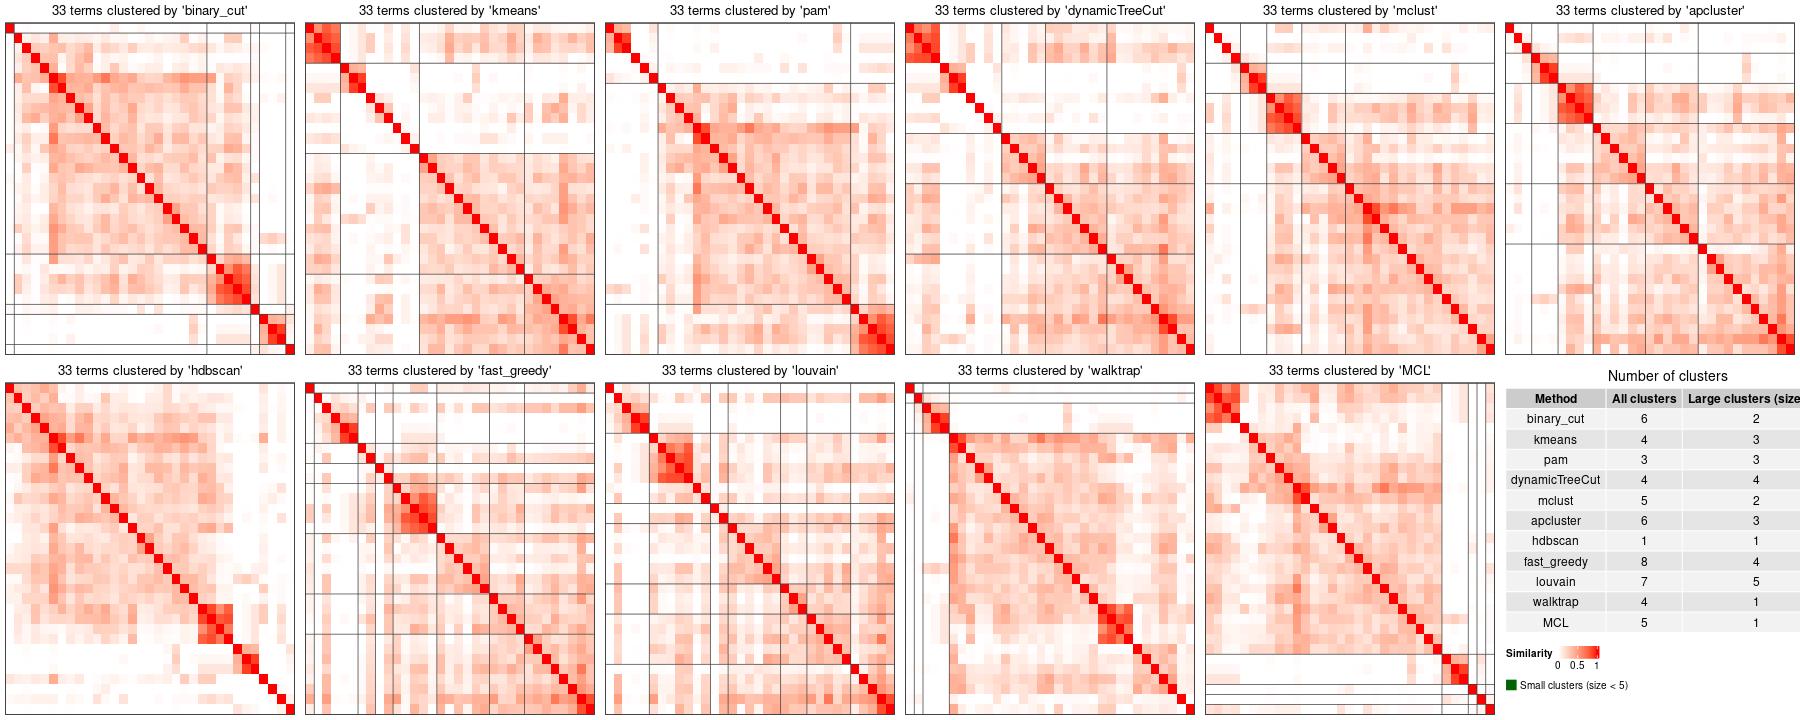 33 terms clustered by 'binary_cut'
33 terms clustered by 'kmeans'
33 terms clustered by 'pam'
33 terms clustered by 'dynamicTreeCut'
33 terms clustered by 'mclust'
33 terms clustered by 'apcluster'
33 terms clustered by 'hdbscan'
33 terms clustered by 'fast_greedy'
33 terms clustered by 'louvain'
33 terms clustered by 'walktrap'
33 terms clustered by 'MCL'
Number of clusters
Method All clusters Large clusters (size
binary_cut 6 2
kmeans 4 3
pam 3 3
dynamicTreeCut 4 4
mclust 5 2
apcluster 6 3
hdbscan 1 1
fast_greedy 8 4
louvain 7 5
walktrap 4 1
MCL 5 1
Similarity
0 0.5 1
Small clusters (size < 5)